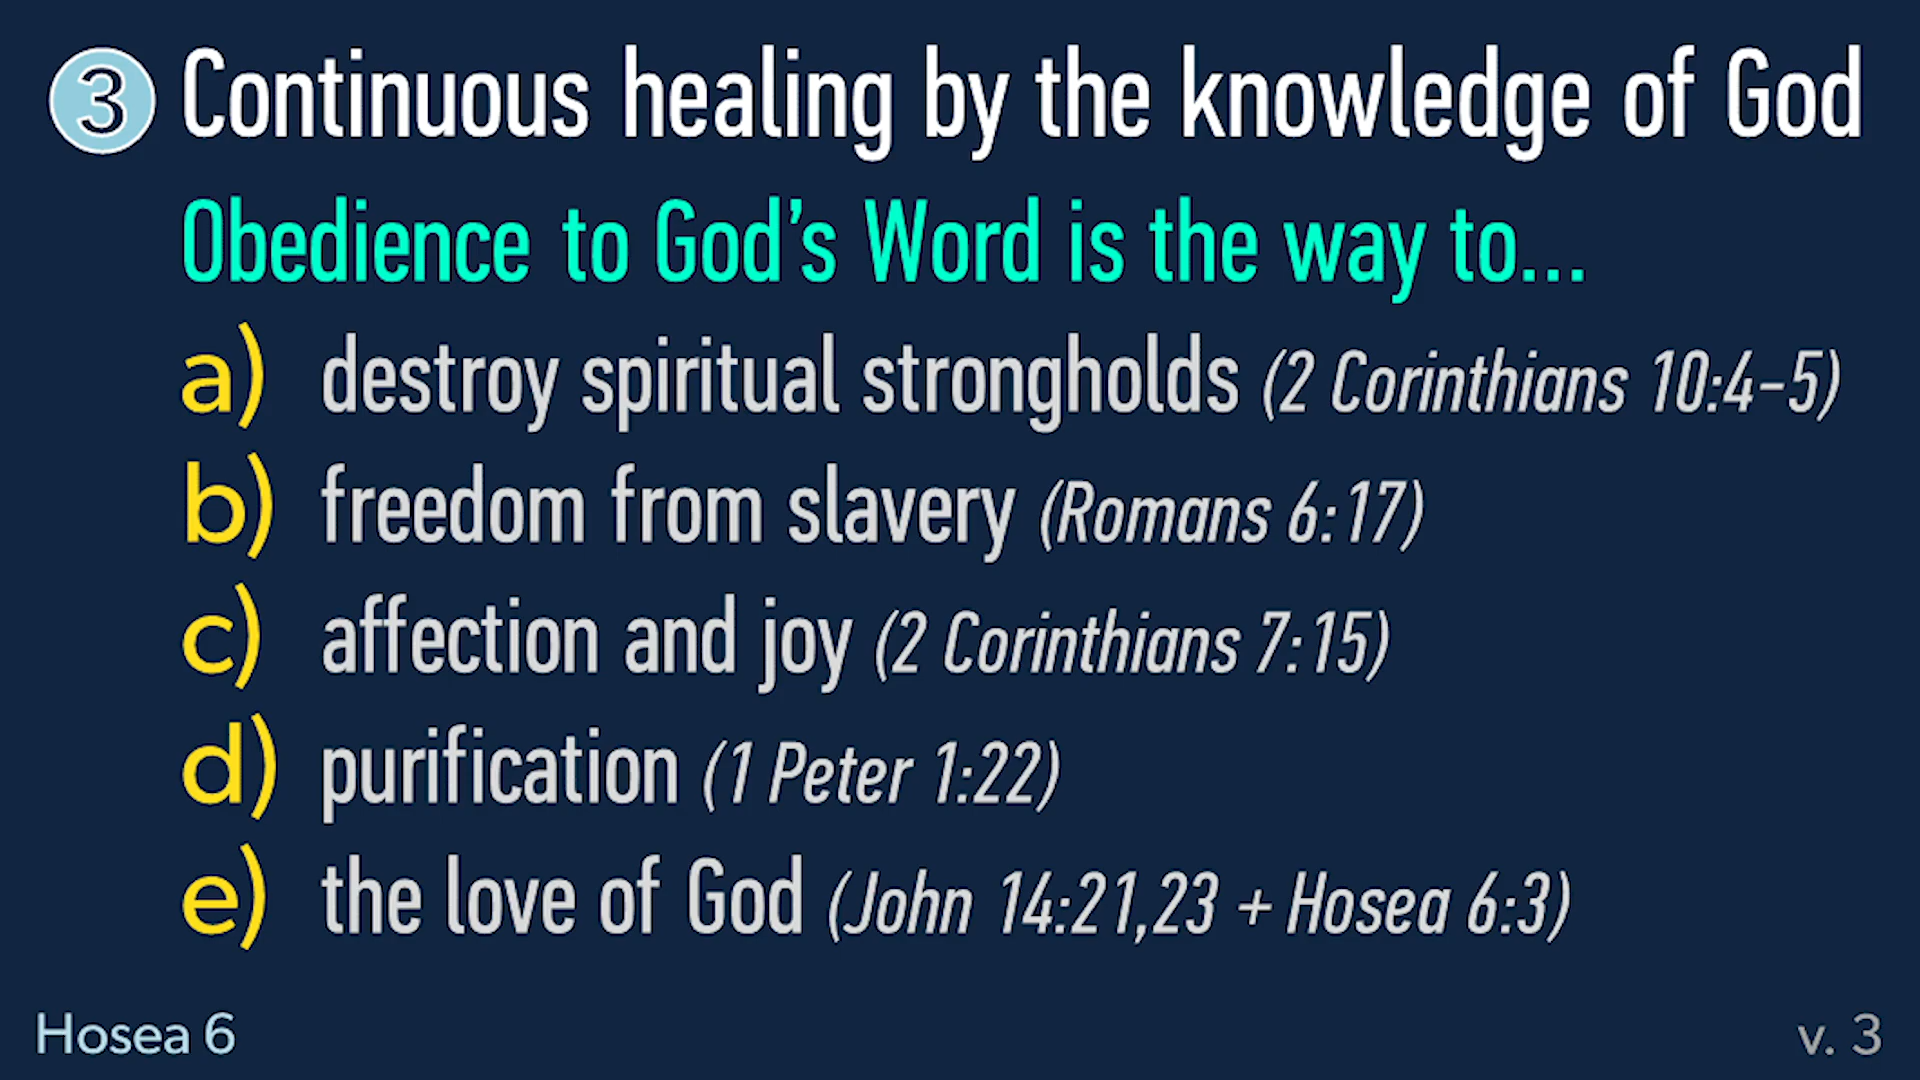 3 Continuous healing by the knowledge of God
Obedience to God’s Word is the way to...
a) destroy spiritual strongholds (2 Corinthians 10:4–5)
b) freedom from slavery (Romans 6:17)
c) affection and joy (2 Corinthians 7:15)
d) purification (1 Peter 1:22)
e) the love of God (John 14:21,23 + Hosea 6:3)
Hosea 6
v. 3